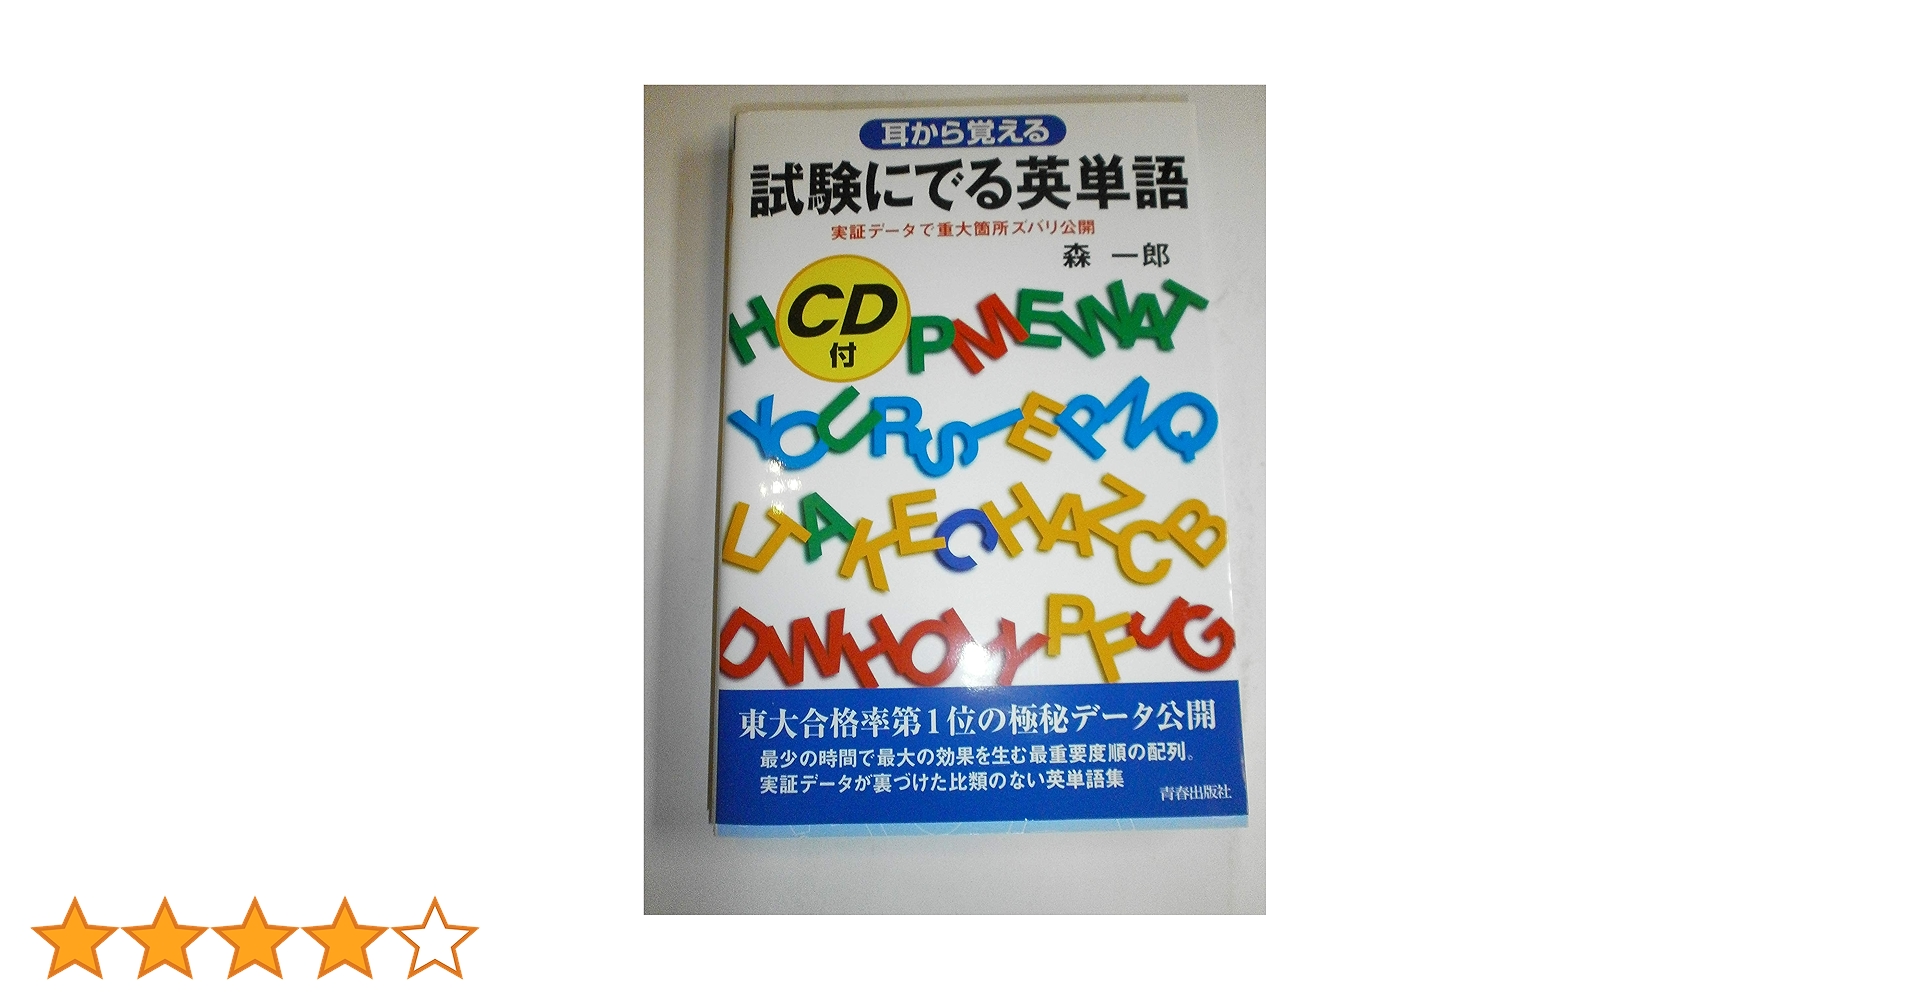 耳から覚える
試験にでる英単語
実証データで重大箇所ズバリ公開
森 一郎
CD
付
H PMEWAT
YOURSIEPNQ
LTAKECHAZCB
DWHOLYPFSG
東大合格率第1位の極秘データ公開
最少の時間で最大の効果を生む最重要度順の配列。
実証データが裏づけた比類のない英単語集
青春出版社